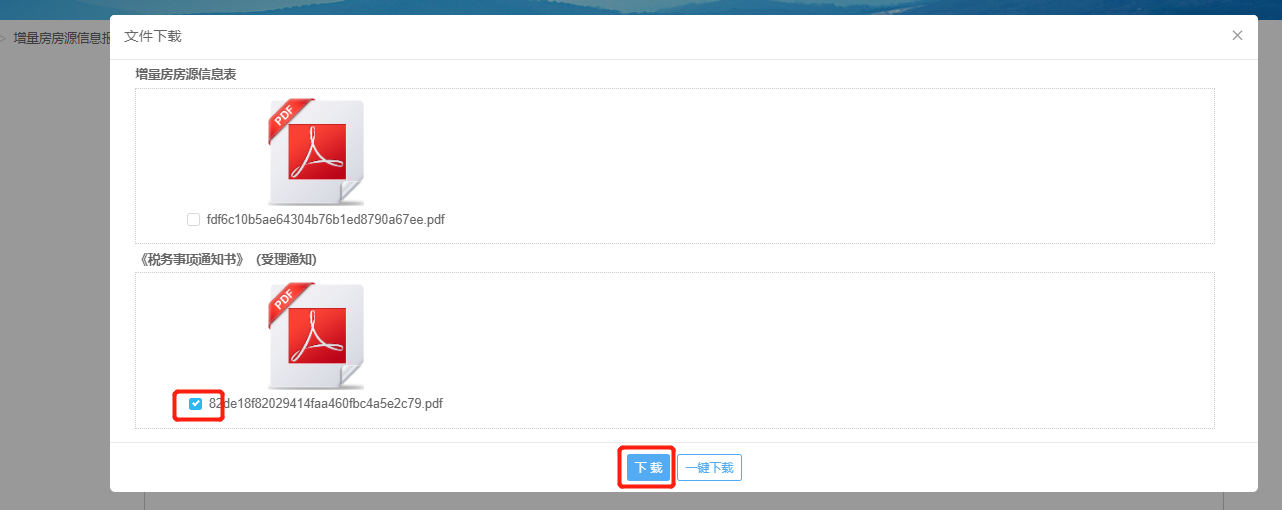 > 增量房房源信息报
文件下载
增量房房源信息表
PDF
fdf6c10b5ae64304b76b1ed8790a67ee.pdf
《税务事项通知书》（受理通知)
PDF
82de18f82029414faa460fbc4a5e2c79.pdf
下 载
一键下载